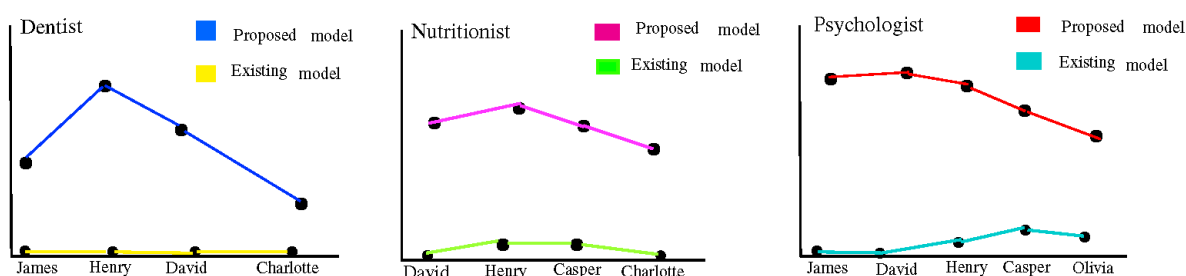 Dentist
Proposed model
Existing model
James Henry David Charlotte
Nutritionist
Proposed model
Existing model
David Henry Casper Charlotte
Psychologist
Proposed model
Existing model
James David Henry Casper Olivia